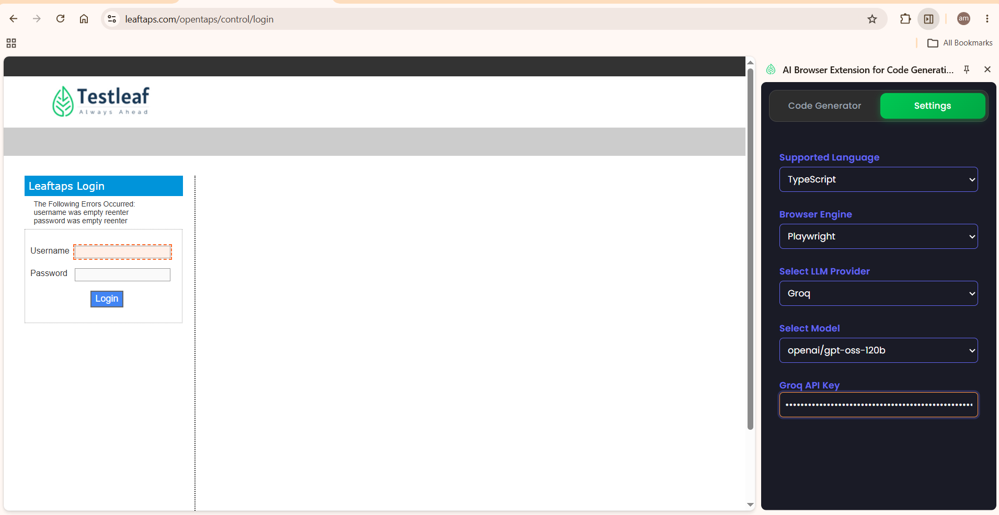 leaftaps.com/opentaps/control/login
am
All Bookmarks
Testleaf
Always Ahead
Leaftaps Login
The Following Errors Occurred:
username was empty reenter
password was empty reenter
Username
Password
Login
AI Browser Extension for Code Generati...
Code Generator
Settings
Supported Language
TypeScript
Browser Engine
Playwright
Select LLM Provider
Groq
Select Model
openai/gpt-oss-120b
Groq API Key